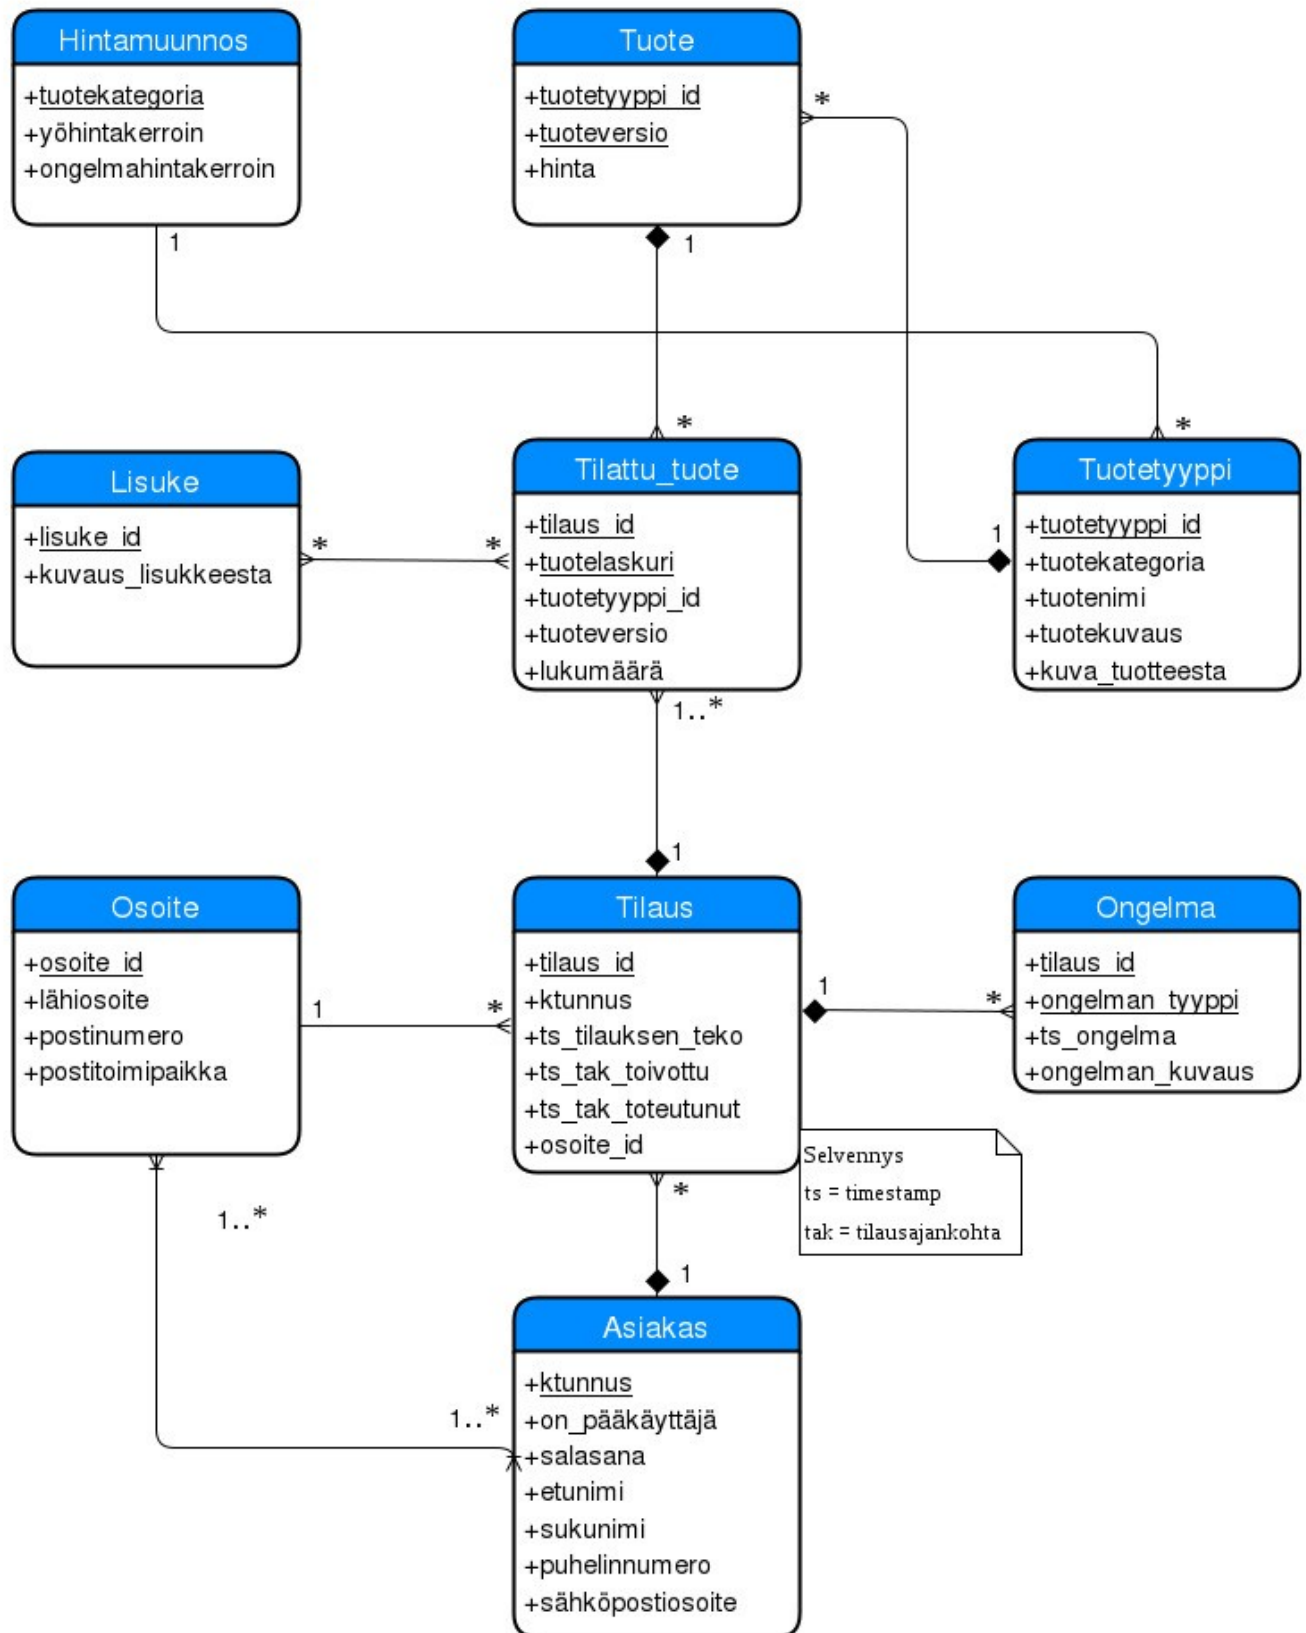 Hintamuunnos
+tuotekategoria
+yöhintakerroin
+ongelmahintakerroin
1
Tuote
+tuotetyyppi_id
+tuoteversio
+hinta
*
1
*
*
Lisuke
+lisuke_id
+kuvaus_lisukkeesta
*
*
Tilattu_tuote
+tilaus_id
+tuotelaskuri
+tuotetyyppi_id
+tuoteversio
+lukumäärä
1
Tuotetyyppi
+tuotetyyppi_id
+tuotekategoria
+tuotenimi
+tuotekuvaus
+kuva_tuotteesta
1..*
1
Osoite
+osoite_id
+lähiosoite
+postinumero
+postitoimipaikka
1
*
Tilaus
+tilaus_id
+ktunnus
+ts_tilauksen_teko
+ts_tak_toivottu
+ts_tak_toteutunut
+osoite_id
1
*
Ongelma
+tilaus_id
+ongelman_tyyppi
+ts_ongelma
+ongelman_kuvaus
Selvennys
ts = timestamp
tak = tilausajankohta
*
1..*
1
1..*
Asiakas
+ktunnus
+on_pääkäyttäjä
+salasana
+etunimi
+sukunimi
+puhelinnumero
+sähköpostiosoite